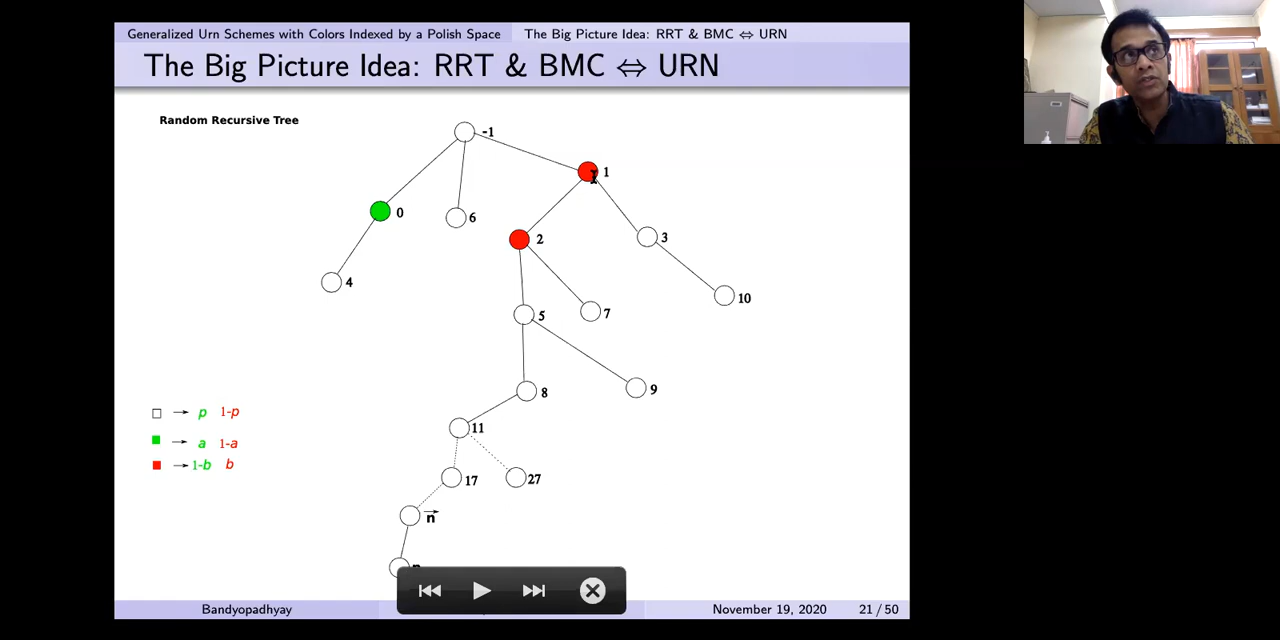 Generalized Urn Schemes with Colors Indexed by a Polish Space The Big Picture Idea: RRT & BMC ⇔ URN
The Big Picture Idea: RRT & BMC ⇔ URN
Random Recursive Tree
-1
1
0
6
2
3
4
10
5
7
8
9
□ → p 1-p
11
■ → a 1-a
■ → 1-b b
17
27
n⃗
Bandyopadhyay November 19, 2020 21 / 50